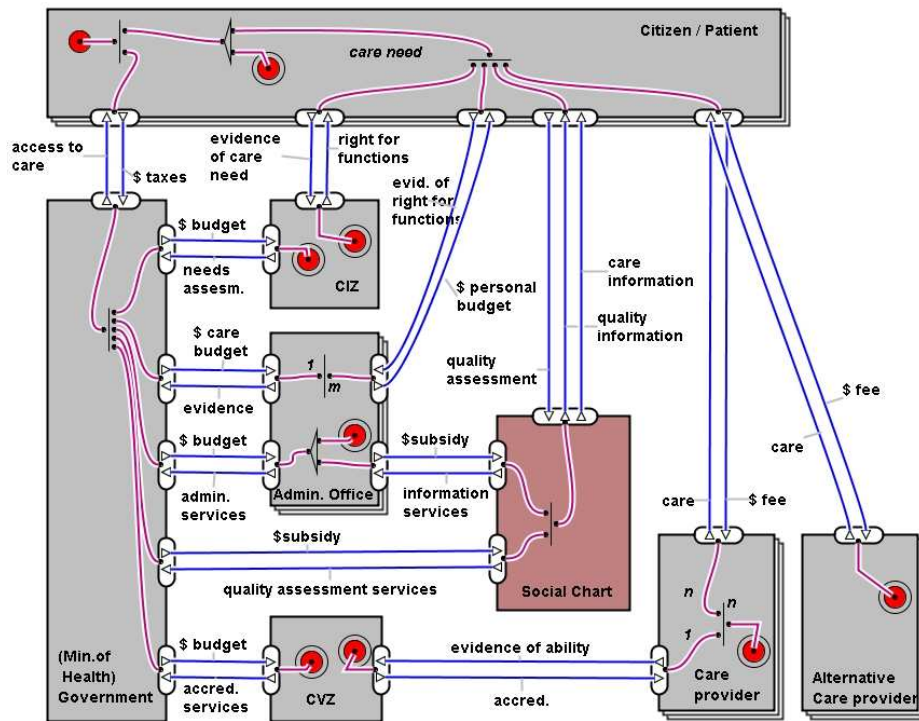 Citizen / Patient
care need
access to
care
$ taxes
evidence
of care
need
right for
functions
evid. of
right for
functions
$ budget
needs
assesm.
CIZ
$ personal
budget
care
information
quality
information
quality
assessment
$ care
budget
evidence
1
m
$ budget
admin.
services
Admin. Office
$subsidy
information
services
$ fee
care
care
$ fee
$subsidy
quality assessment services
Social Chart
n
n
1
(Min.of
Health)
Government
$ budget
accred.
services
CVZ
evidence of ability
accred.
Care
provider
Alternative
Care provider